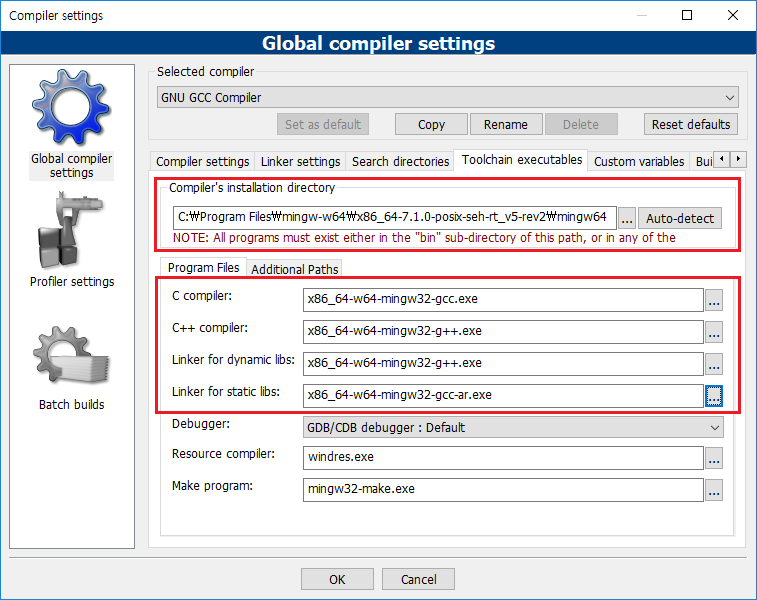 Compiler settings
Global compiler settings
Global compiler
settings
Profiler settings
Batch builds
Selected compiler
GNU GCC Compiler
Set as default Copy Rename Delete Reset defaults
Compiler settings Linker settings Search directories Toolchain executables Custom variables Bui
Compiler's installation directory
C:₩Program Files₩mingw-w64₩x86_64-7.1.0-posix-seh-rt_v5-rev2₩mingw64 ... Auto-detect
NOTE: All programs must exist either in the "bin" sub-directory of this path, or in any of the
Program Files Additional Paths
C compiler: x86_64-w64-mingw32-gcc.exe ...
C++ compiler: x86_64-w64-mingw32-g++.exe ...
Linker for dynamic libs: x86_64-w64-mingw32-g++.exe ...
Linker for static libs: x86_64-w64-mingw32-gcc-ar.exe ...
Debugger: GDB/CDB debugger : Default
Resource compiler: windres.exe ...
Make program: mingw32-make.exe ...
OK Cancel